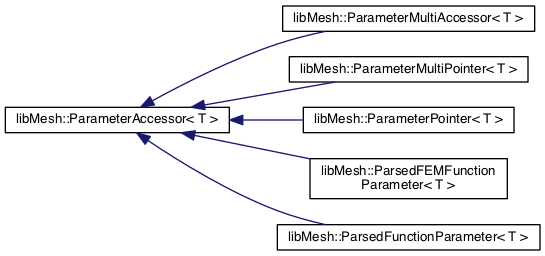 libMesh::ParameterMultiAccessor< T >
libMesh::ParameterMultiPointer< T >
libMesh::ParameterAccessor< T >
libMesh::ParameterPointer< T >
libMesh::ParsedFEMFunction
Parameter< T >
libMesh::ParsedFunctionParameter< T >